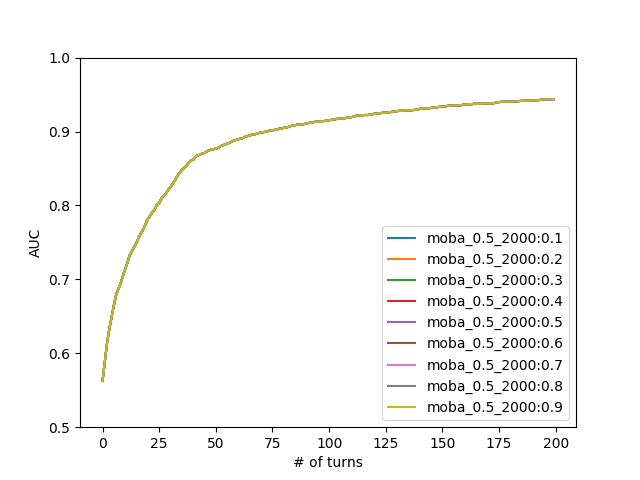 1.0
0.9
0.8
0.7
0.6
0.5
AUC
0
25
50
75
100
125
150
175
200
# of turns
moba_0.5_2000:0.1
moba_0.5_2000:0.2
moba_0.5_2000:0.3
moba_0.5_2000:0.4
moba_0.5_2000:0.5
moba_0.5_2000:0.6
moba_0.5_2000:0.7
moba_0.5_2000:0.8
moba_0.5_2000:0.9